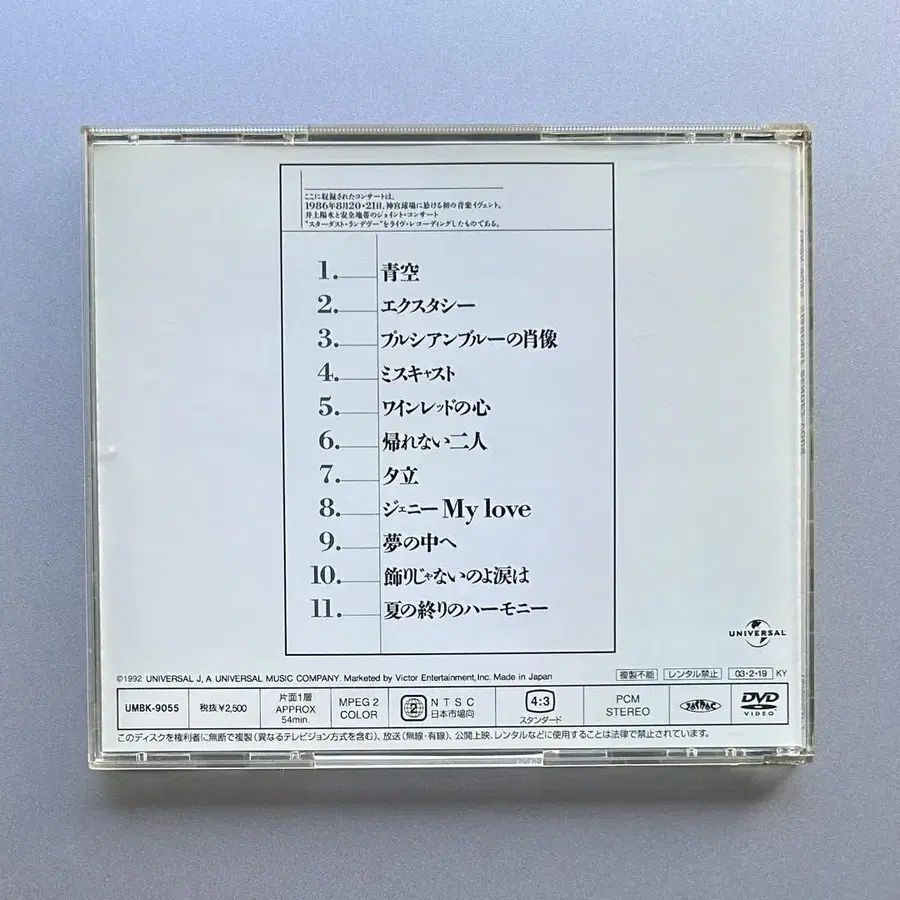 ここに収録されたコンサートは、
1986年8月20・21日、神宮球場に於ける初の音楽イヴェント。
井上陽水と安全地帯のジョイント・コンサート
"スターダスト・ランデヴー"をライヴ・レコーディングしたものである。
1. 青空
2. エクスタシー
3. プルシアンブルーの肖像
4. ミスキャスト
5. ワインレッドの心
6. 帰れない二人
7. 夕立
8. ジェニー My love
9. 夢の中へ
10. 飾りじゃないのよ涙は
11. 夏の終りのハーモニー
UNIVERSAL
©1992 UNIVERSAL J, A UNIVERSAL MUSIC COMPANY. Marketed by Victor Entertainment, Inc. Made in Japan
複製不能 レンタル禁止 03・2・19 KY
UMBK-9055 税抜¥2,500 片面1層 APPROX 54min. MPEG 2 COLOR 2 NTSC 日本市場向 4:3 スタンダード PCM STEREO DVD VIDEO
このディスクを権利者に無断で複製(異なるテレビジョン方式を含む)、放送(無線・有線)、公開上映、レンタルなどに使用することは法律で禁止されています。